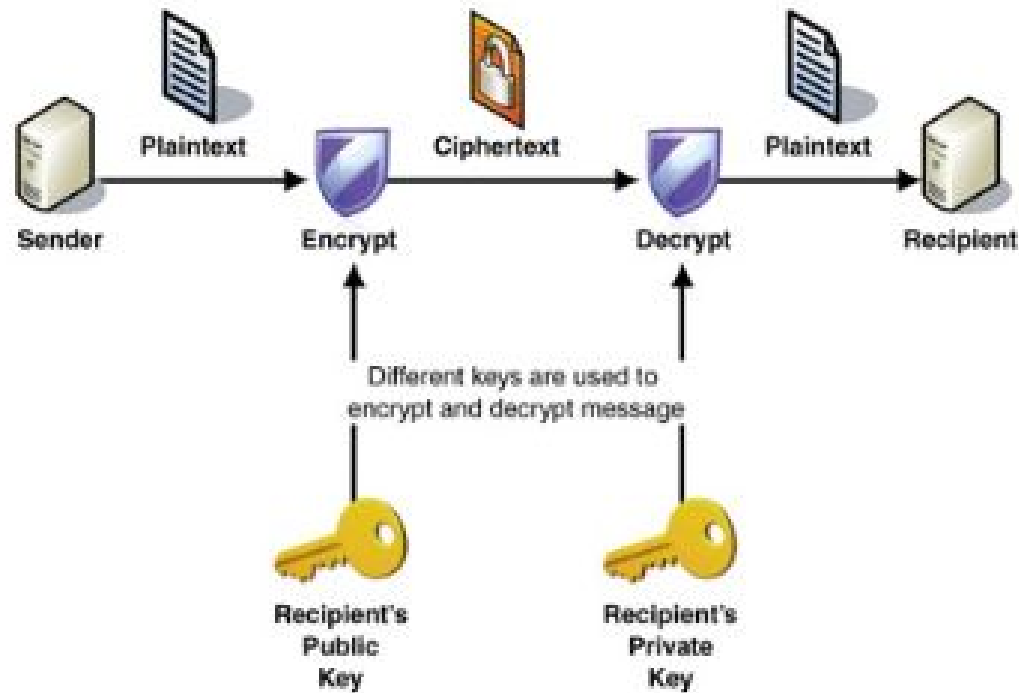 Plaintext
Ciphertext
Plaintext
Sender
Encrypt
Decrypt
Recipient
Different keys are used to
encrypt and decrypt message
Recipient's
Public
Key
Recipient's
Private
Key